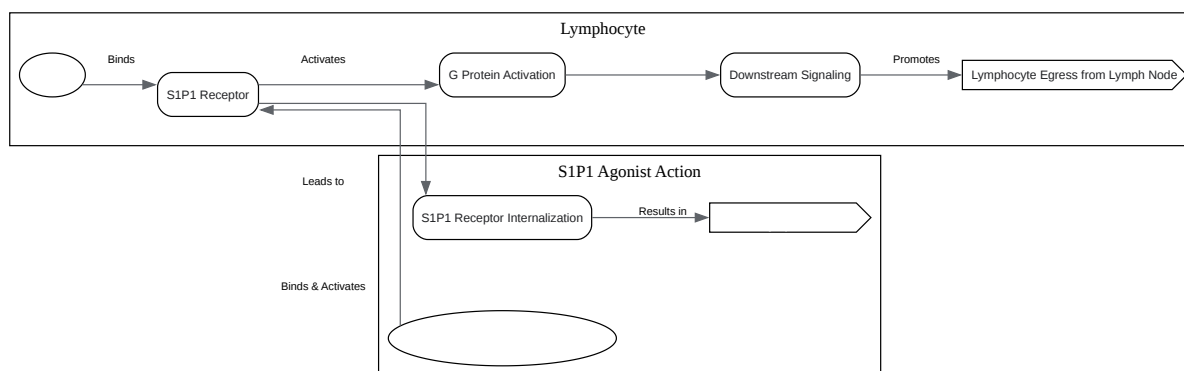 Lymphocyte
Binds
Activates
Promotes
S1P1 Receptor
G Protein Activation
Downstream Signaling
Lymphocyte Egress from Lymph Node
S1P1 Agonist Action
Leads to
S1P1 Receptor Internalization
Results in
Binds & Activates